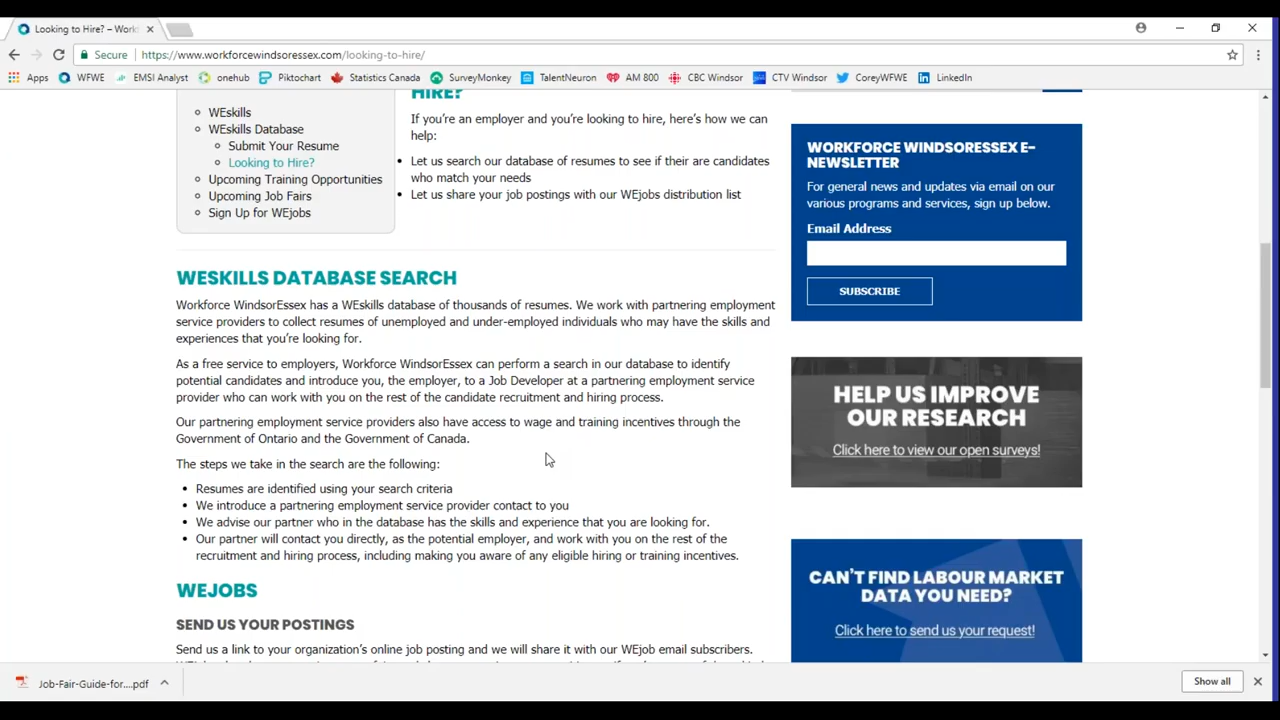 Looking to Hire? – Work
Secure
https://www.workforcewindsoressex.com/looking-to-hire/
Apps
WFWE
EMSI Analyst
onehub
Piktochart
Statistics Canada
SurveyMonkey
TalentNeuron
AM 800
CBC Windsor
CTV Windsor
CoreyWFWE
LinkedIn
WEskills
WEskills Database
Submit Your Resume
Looking to Hire?
Upcoming Training Opportunities
Upcoming Job Fairs
Sign Up for WEjobs
HIRE?
If you're an employer and you're looking to hire, here's how we can
help:
Let us search our database of resumes to see if their are candidates
who match your needs
Let us share your job postings with our WEjobs distribution list
WESKILLS DATABASE SEARCH
Workforce WindsorEssex has a WEskills database of thousands of resumes. We work with partnering employment
service providers to collect resumes of unemployed and under-employed individuals who may have the skills and
experiences that you're looking for.
As a free service to employers, Workforce WindsorEssex can perform a search in our database to identify
potential candidates and introduce you, the employer, to a Job Developer at a partnering employment service
provider who can work with you on the rest of the candidate recruitment and hiring process.
Our partnering employment service providers also have access to wage and training incentives through the
Government of Ontario and the Government of Canada.
The steps we take in the search are the following:
Resumes are identified using your search criteria
We introduce a partnering employment service provider contact to you
We advise our partner who in the database has the skills and experience that you are looking for.
Our partner will contact you directly, as the potential employer, and work with you on the rest of the
recruitment and hiring process, including making you aware of any eligible hiring or training incentives.
WEJOBS
SEND US YOUR POSTINGS
Send us a link to your organization's online job posting and we will share it with our WEjob email subscribers.
WORKFORCE WINDSORESSEX E-
NEWSLETTER
For general news and updates via email on our
various programs and services, sign up below.
Email Address
SUBSCRIBE
HELP US IMPROVE
OUR RESEARCH
Click here to view our open surveys!
CAN'T FIND LABOUR MARKET
DATA YOU NEED?
Click here to send us your request!
Job-Fair-Guide-for....pdf
Show all